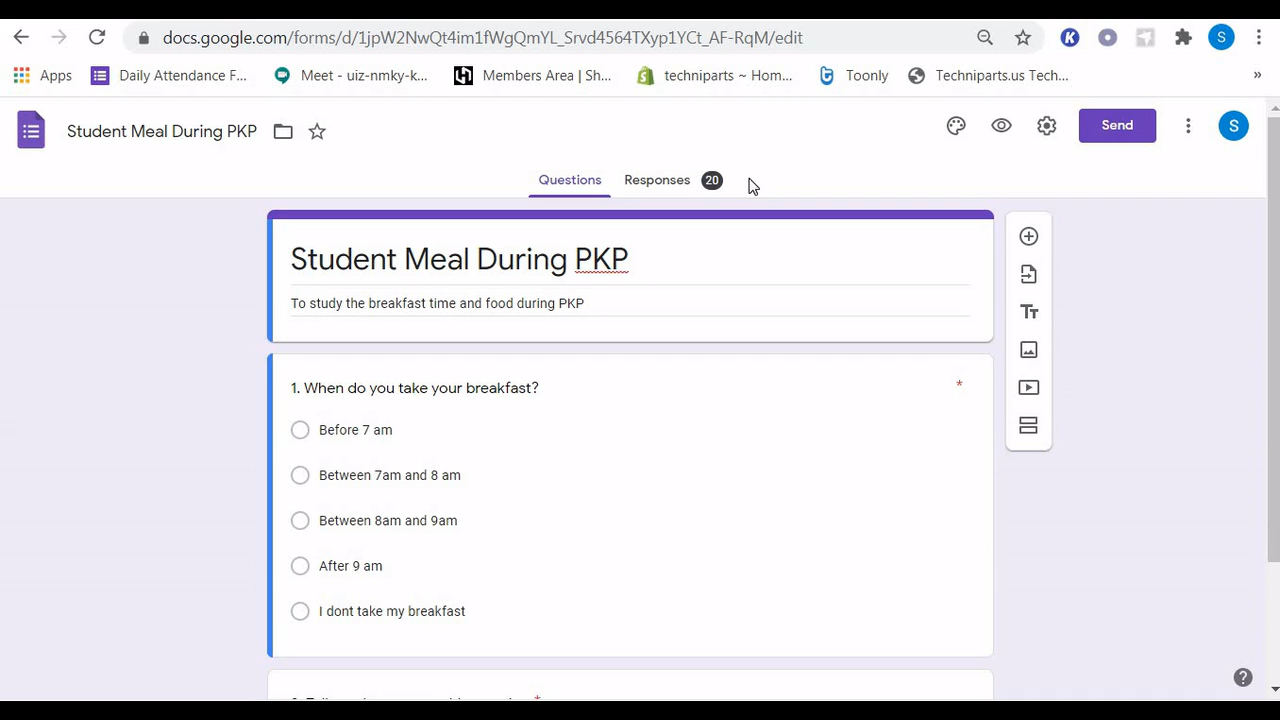 docs.google.com/forms/d/1jpW2NwQt4im1fWgQmYL_Srvd4564TXyp1YCt_AF-RqM/edit
K
S
Apps
Daily Attendance F...
Meet - uiz-nmky-k...
Members Area | Sh...
techniparts ~ Hom...
Toonly
Techniparts.us Tech...
»
Student Meal During PKP
Send
S
Questions
Responses 20
Student Meal During PKP
To study the breakfast time and food during PKP
1. When do you take your breakfast? *
Before 7 am
Between 7am and 8 am
Between 8am and 9am
After 9 am
I dont take my breakfast